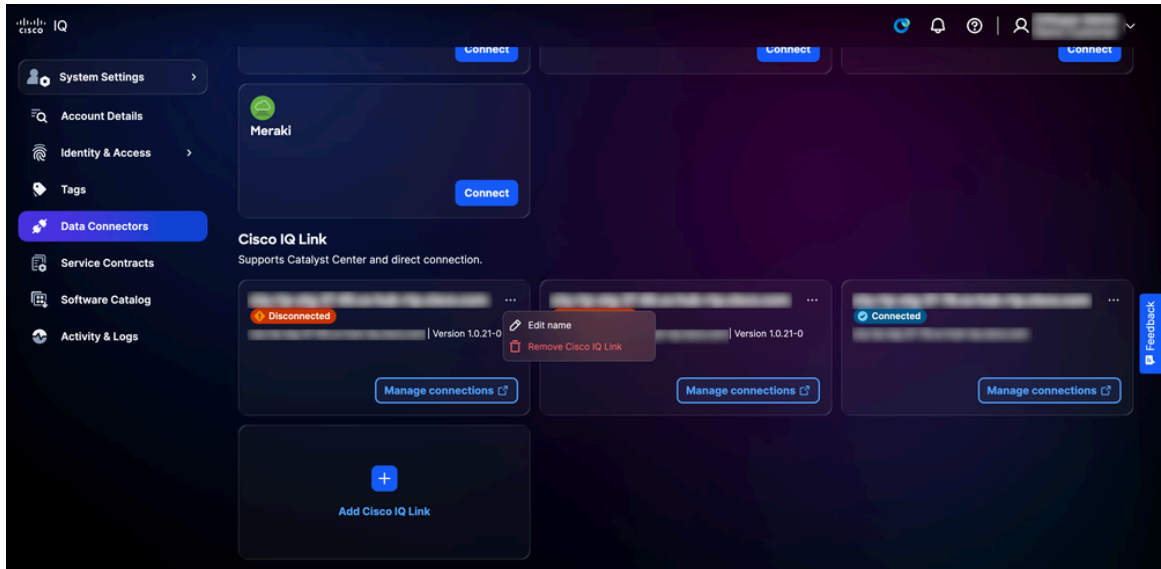 cisco IQ
System Settings
Account Details
Identity & Access
Tags
Data Connectors
Service Contracts
Software Catalog
Activity & Logs
Connect
Connect
Connect
Meraki
Connect
Cisco IQ Link
Supports Catalyst Center and direct connection.
Disconnected
| Version 1.0.21-0
Manage connections
Edit name
Remove Cisco IQ Link
| Version 1.0.21-0
Manage connections
Connected
Manage connections
Add Cisco IQ Link
Feedback